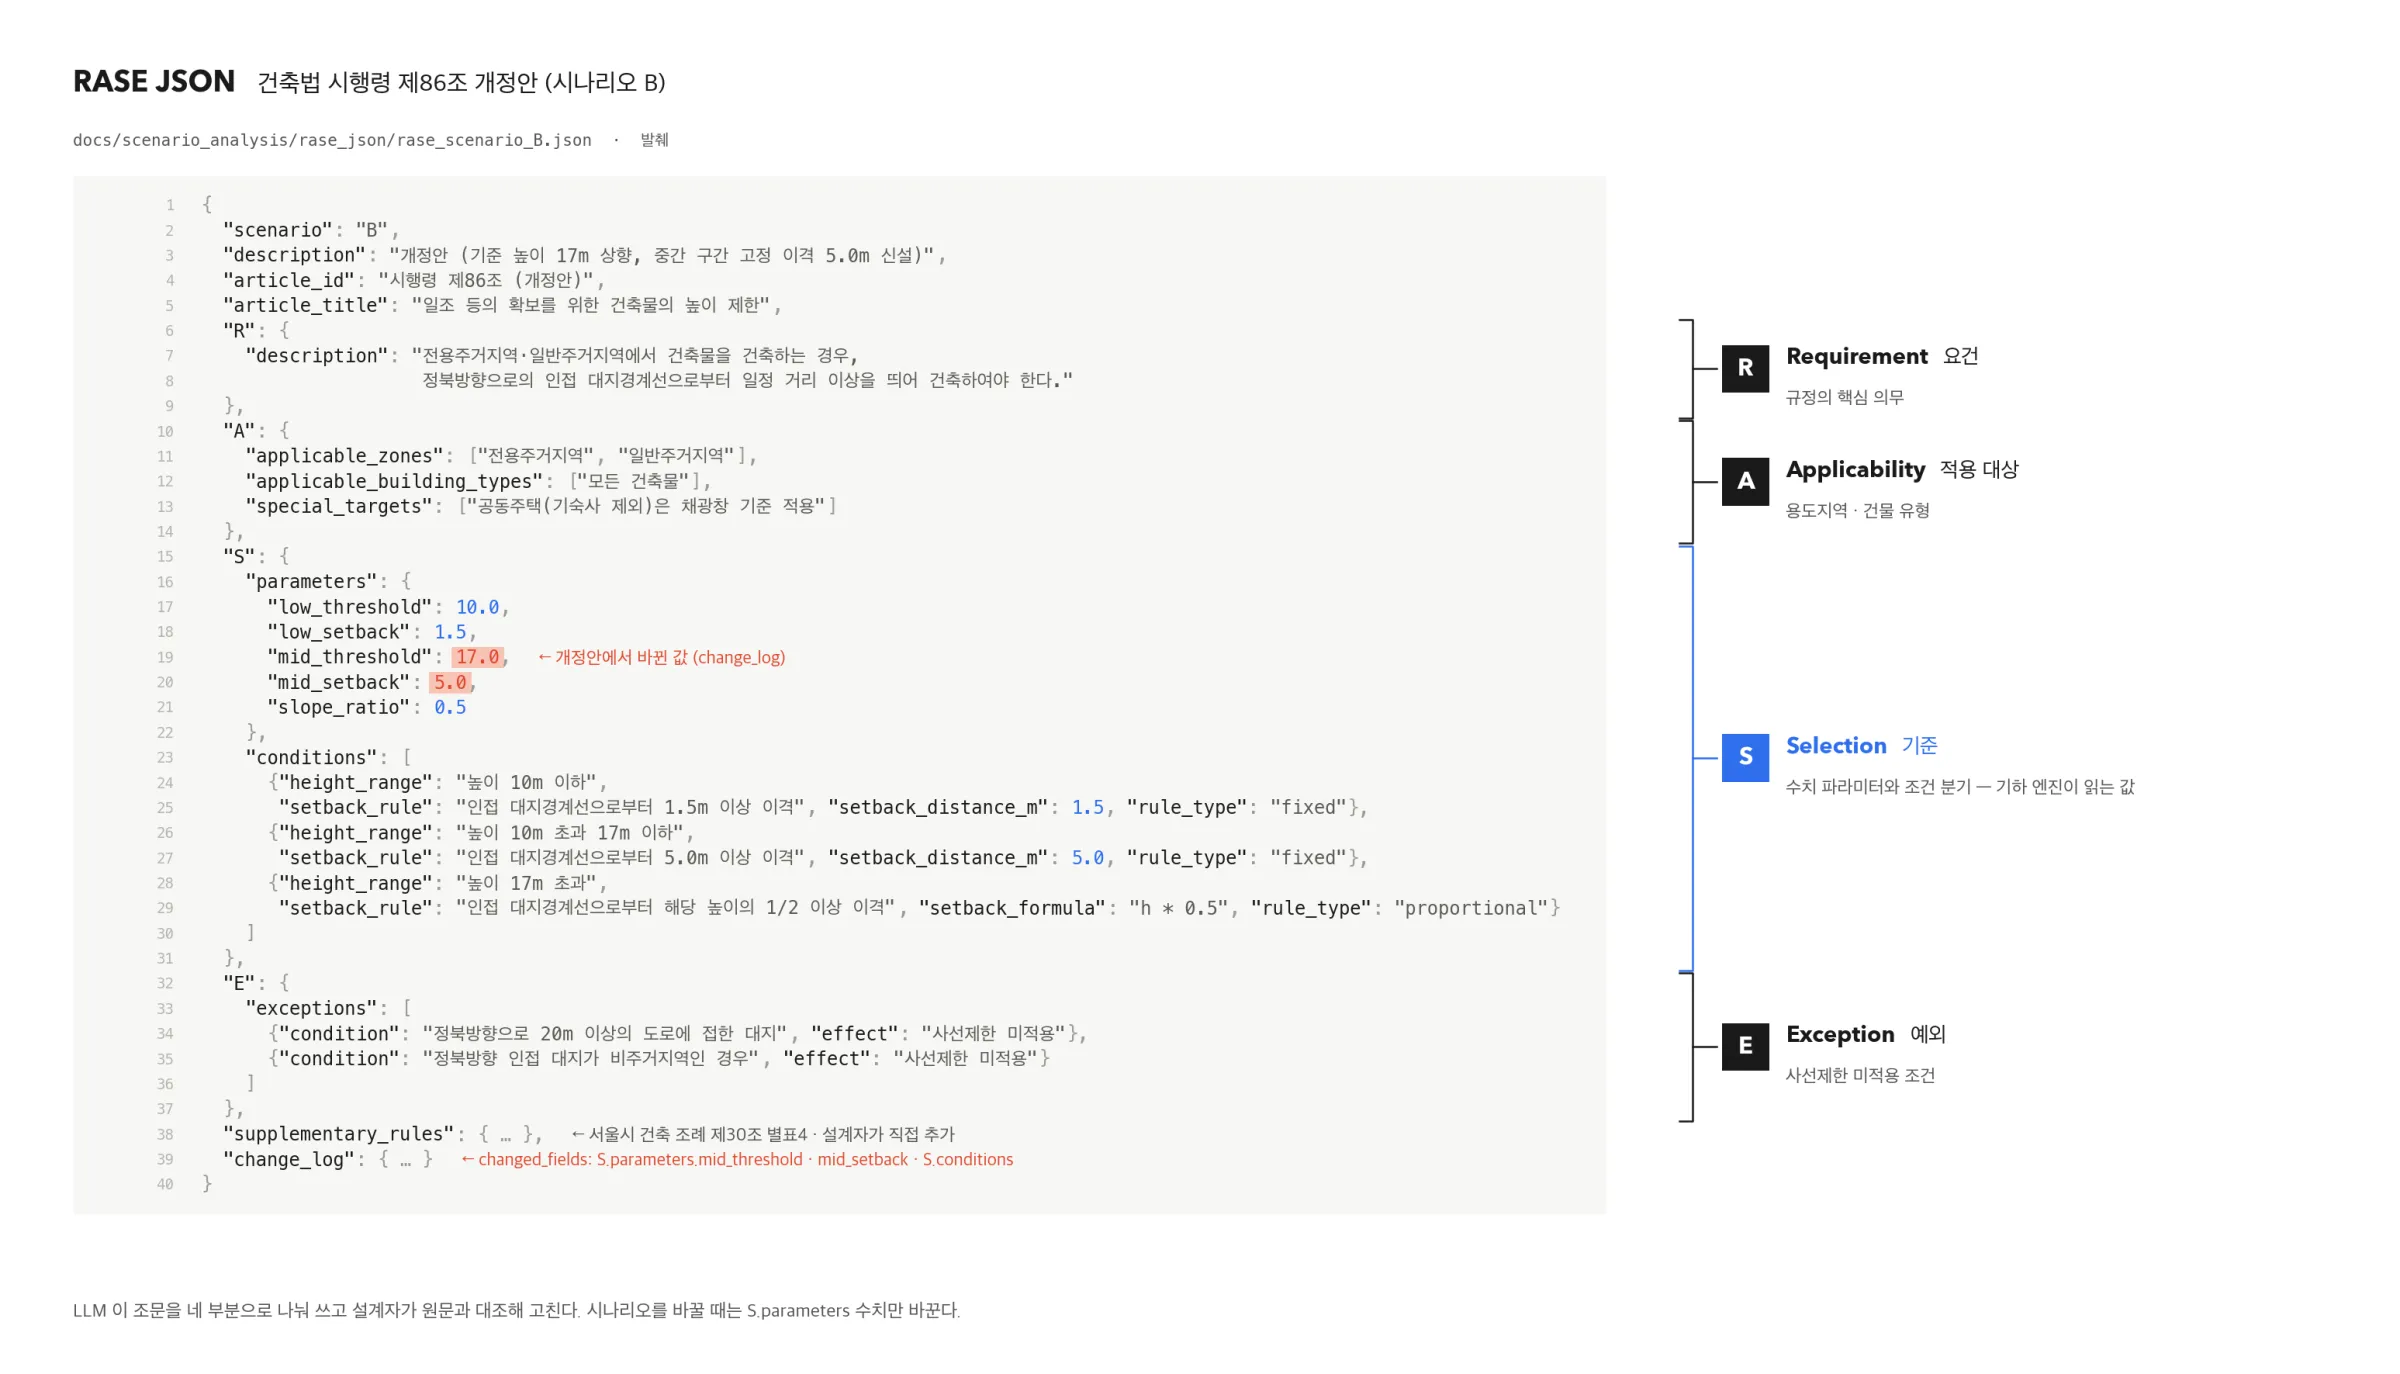 RASE JSON 건축법 시행령 제86조 개정안 (시나리오 B)
docs/scenario_analysis/rase_json/rase_scenario_B.json · 발췌
1 {
2 "scenario": "B",
3 "description": "개정안 (기준 높이 17m 상향, 중간 구간 고정 이격 5.0m 신설)",
4 "article_id": "시행령 제86조 (개정안)",
5 "article_title": "일조 등의 확보를 위한 건축물의 높이 제한",
6 "R": {
7 "description": "전용주거지역·일반주거지역에서 건축물을 건축하는 경우,
8 정북방향으로의 인접 대지경계선으로부터 일정 거리 이상을 띄어 건축하여야 한다."
9 },
10 "A": {
11 "applicable_zones": ["전용주거지역", "일반주거지역"],
12 "applicable_building_types": ["모든 건축물"],
13 "special_targets": ["공동주택(기숙사 제외)은 채광창 기준 적용"]
14 },
15 "S": {
16 "parameters": {
17 "low_threshold": 10.0,
18 "low_setback": 1.5,
19 "mid_threshold": 17.0, ← 개정안에서 바뀐 값 (change_log)
20 "mid_setback": 5.0,
21 "slope_ratio": 0.5
22 },
23 "conditions": [
24 {"height_range": "높이 10m 이하",
25 "setback_rule": "인접 대지경계선으로부터 1.5m 이상 이격", "setback_distance_m": 1.5, "rule_type": "fixed"},
26 {"height_range": "높이 10m 초과 17m 이하",
27 "setback_rule": "인접 대지경계선으로부터 5.0m 이상 이격", "setback_distance_m": 5.0, "rule_type": "fixed"},
28 {"height_range": "높이 17m 초과",
29 "setback_rule": "인접 대지경계선으로부터 해당 높이의 1/2 이상 이격", "setback_formula": "h * 0.5", "rule_type": "proportional"}
30 ]
31 },
32 "E": {
33 "exceptions": [
34 {"condition": "정북방향으로 20m 이상의 도로에 접한 대지", "effect": "사선제한 미적용"},
35 {"condition": "정북방향 인접 대지가 비주거지역인 경우", "effect": "사선제한 미적용"}
36 ]
37 },
38 "supplementary_rules": { … }, ← 서울시 건축 조례 제30조 별표4 · 설계자가 직접 추가
39 "change_log": { … } ← changed_fields: S.parameters.mid_threshold · mid_setback · S.conditions
40 }
R Requirement 요건
규정의 핵심 의무
A Applicability 적용 대상
용도지역 · 건물 유형
S Selection 기준
수치 파라미터와 조건 분기 — 기하 엔진이 읽는 값
E Exception 예외
사선제한 미적용 조건
LLM 이 조문을 네 부분으로 나눠 쓰고 설계자가 원문과 대조해 고친다. 시나리오를 바꿀 때는 S.parameters 수치만 바꾼다.